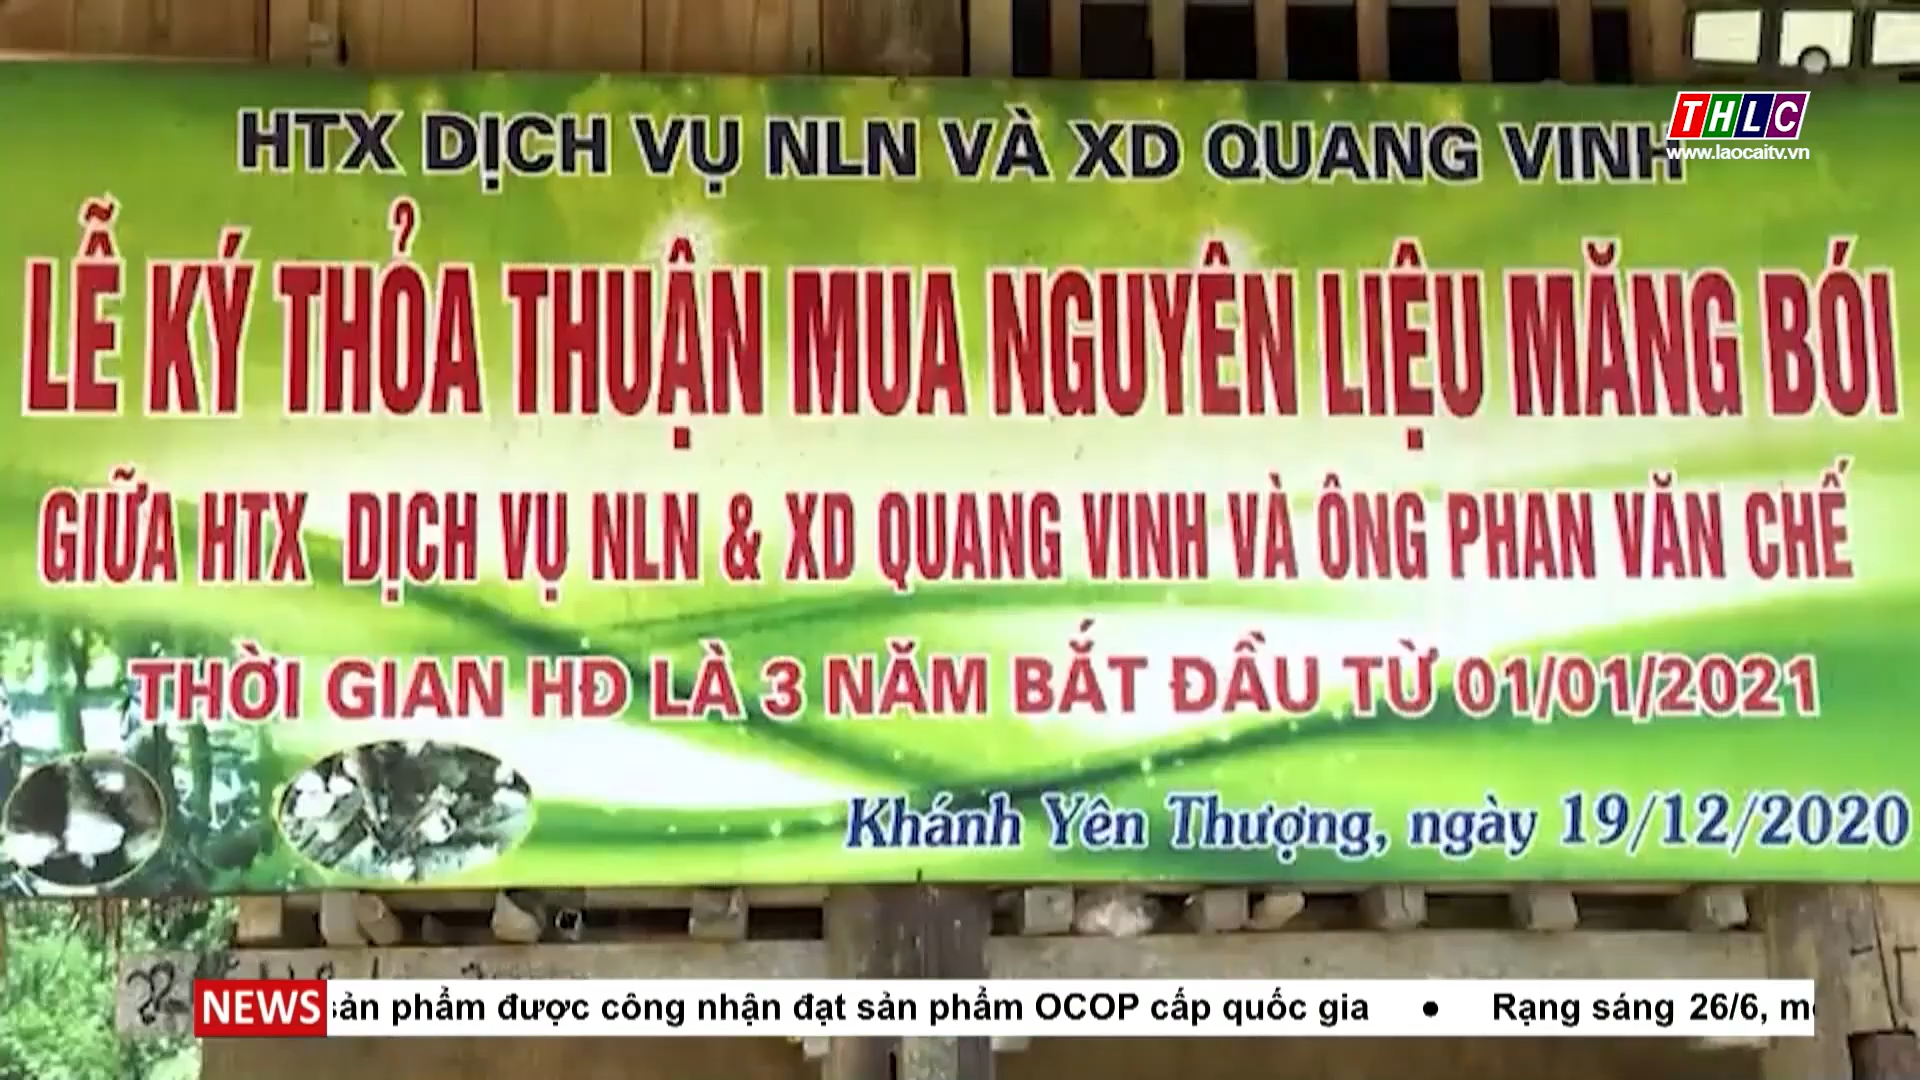 HTX DỊCH VỤ NLN VÀ XD QUANG VINH
THLC
www.laocaitv.vn
LỄ KÝ THỎA THUẬN MUA NGUYÊN LIỆU MĂNG BÓI
GIỮA HTX DỊCH VỤ NLN & XD QUANG VINH VÀ ÔNG PHAN VĂN CHẾ
THỜI GIAN HĐ LÀ 3 NĂM BẮT ĐẦU TỪ 01/01/2021
Khánh Yên Thượng, ngày 19/12/2020
NEWS sản phẩm được công nhận đạt sản phẩm OCOP cấp quốc gia • Rạng sáng 26/6,